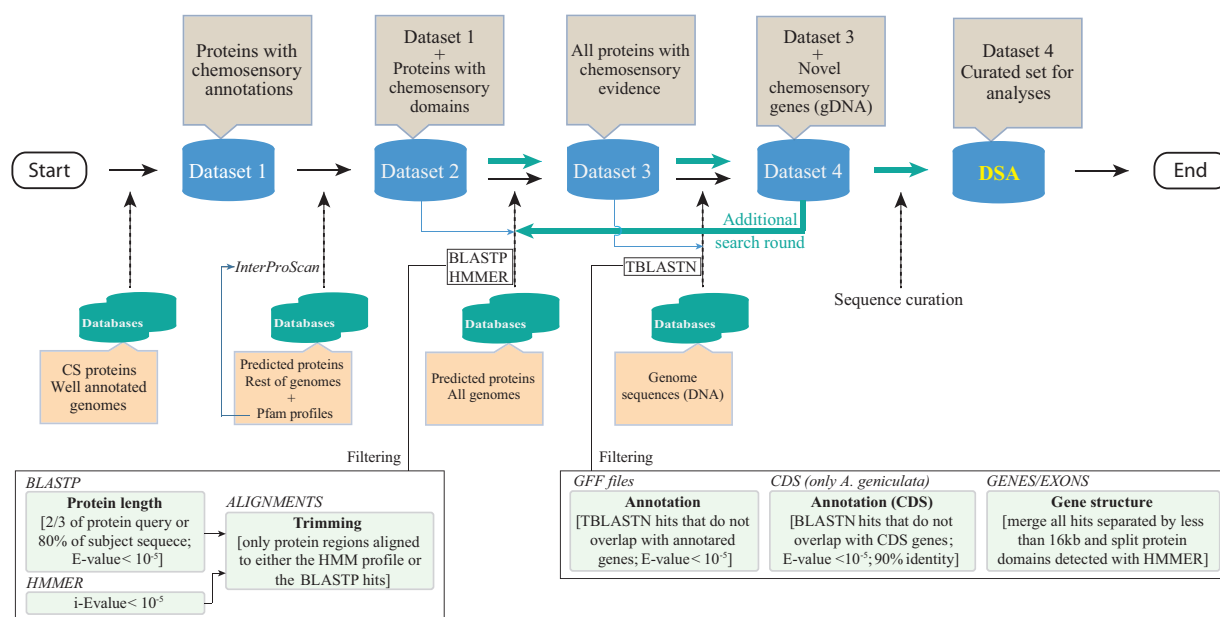 Proteins with
chemosensory
annotations
Dataset 1
+
Proteins with
chemosensory
domains
All proteins with
chemosensory
evidence
Dataset 3
+
Novel
chemosensory
genes (gDNA)
Dataset 4
Curated set for
analyses
Start
Dataset 1
Dataset 2
Dataset 3
Dataset 4
DSA
End
Additional
search round
InterProScan
BLASTP
HMMER
TBLASTN
Sequence curation
Databases
Databases
Databases
Databases
CS proteins
Well annotated
genomes
Predicted proteins
Rest of genomes
+
Pfam profiles
Predicted proteins
All genomes
Genome
sequences (DNA)
Filtering
Filtering
BLASTP
Protein length
[2/3 of protein query or
80% of subject sequece;
E-value< 10⁻⁵]
HMMER
i-Evalue< 10⁻⁵
ALIGNMENTS
Trimming
[only protein regions aligned
to either the HMM profile or
the BLASTP hits]
GFF files
Annotation
[TBLASTN hits that do not
overlap with annotared
genes; E-value< 10⁻⁵]
CDS (only A. geniculata)
Annotation (CDS)
[BLASTN hits that do not
overlap with CDS genes;
E-value <10⁻⁵; 90% identity]
GENES/EXONS
Gene structure
[merge all hits separated by less
than 16kb and split protein
domains detected with HMMER]